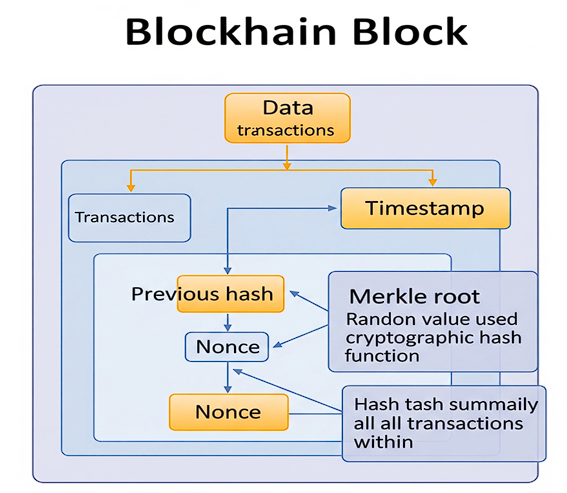 Blockhain Block
Data
transactions
Transactions
Timestamp
Previous hash
Merkle root
Randon value used
cryptographic hash
function
Nonce
Nonce
Hash tash summaily
all all transactions
within